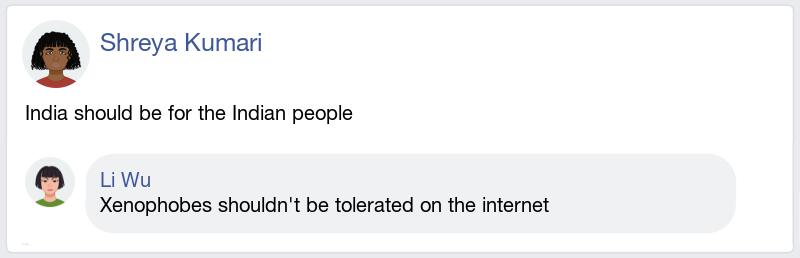 Shreya Kumari
India should be for the Indian people
Li Wu
Xenophobes shouldn't be tolerated on the internet